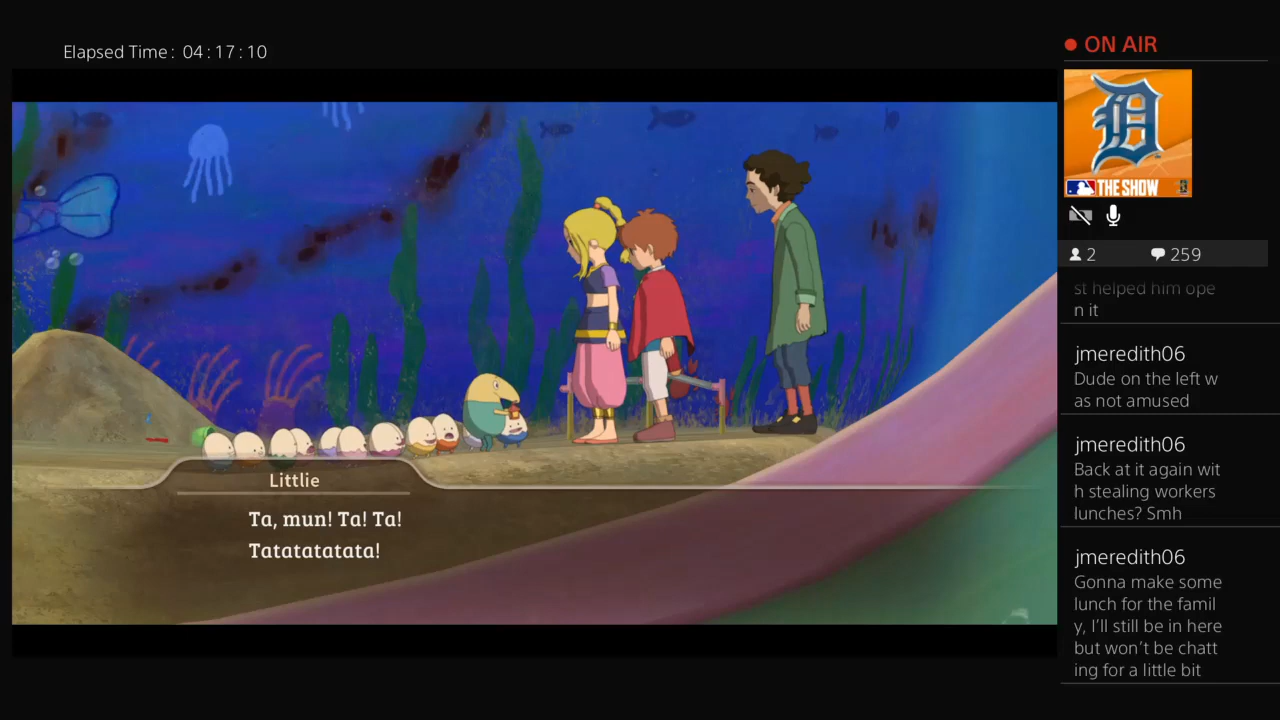 Elapsed Time: 04:17:10
ON AIR
D
MLB THE SHOW
2
259
st helped him ope
n it
jmeredith06
Dude on the left w
as not amused
jmeredith06
Back at it again wit
h stealing workers
lunches? Smh
jmeredith06
Gonna make some
lunch for the famil
y, I'll still be in here
but won't be chatt
ing for a little bit
Littlie
Ta, mun! Ta! Ta!
Tatatatatata!